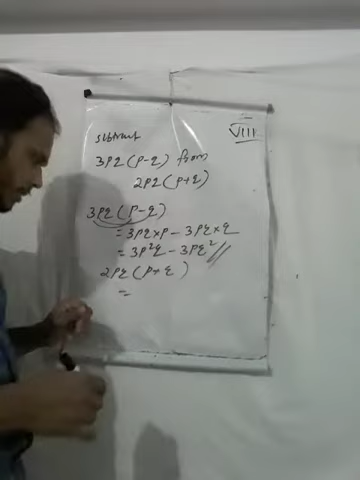 VIII
subtract
3pq (p-q) from
2pq (p+q)
3pq (p-q)
= 3pq×p - 3pq×q
= 3p²q - 3pq² //
2pq (p+q)
=